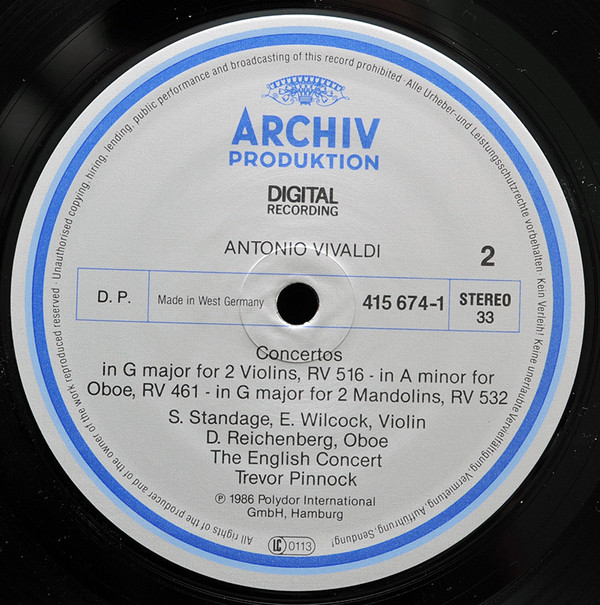 ARCHIV
PRODUKTION
DIGITAL
RECORDING
ANTONIO VIVALDI
2
D. P.
Made in West Germany
415 674-1
STEREO
33
Concertos
in G major for 2 Violins, RV 516 - in A minor for
Oboe, RV 461 - in G major for 2 Mandolins, RV 532
S. Standage, E. Wilcock, Violin
D. Reichenberg, Oboe
The English Concert
Trevor Pinnock
℗ 1986 Polydor International
GmbH, Hamburg
LC 0113
All rights of the producer and of the owner of the work reproduced reserved · Unauthorised copying, hiring, lending, public performance and broadcasting of this record prohibited · Alle Urheber- und Leistungsschutzrechte vorbehalten · Kein Verleih! Keine unerlaubte Vervielfältigung, Vermietung, Aufführung, Sendung!